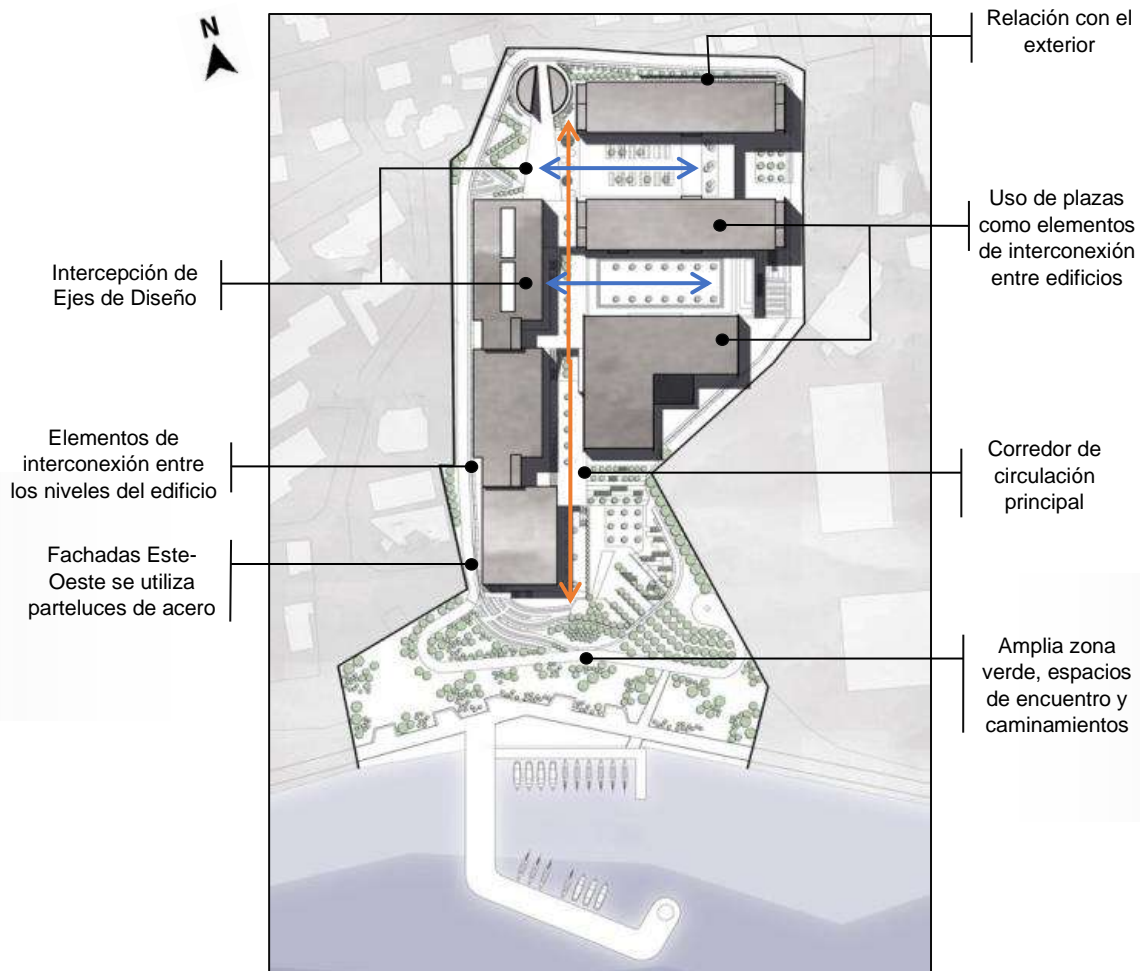 N
Relación con el
exterior
Uso de plazas
como elementos
de interconexión
entre edificios
Intercepción de
Ejes de Diseño
Elementos de
interconexión entre
los niveles del edificio
Corredor de
circulación
principal
Fachadas Este-
Oeste se utiliza
parteluces de acero
Amplia zona
verde, espacios
de encuentro y
caminamientos